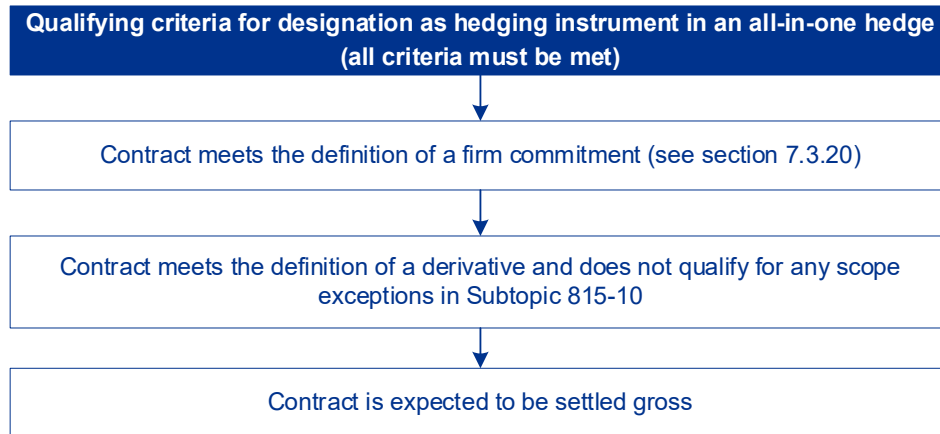 Qualifying criteria for designation as hedging instrument in an all-in-one hedge
(all criteria must be met)
Contract meets the definition of a firm commitment (see section 7.3.20)
Contract meets the definition of a derivative and does not qualify for any scope
exceptions in Subtopic 815-10
Contract is expected to be settled gross